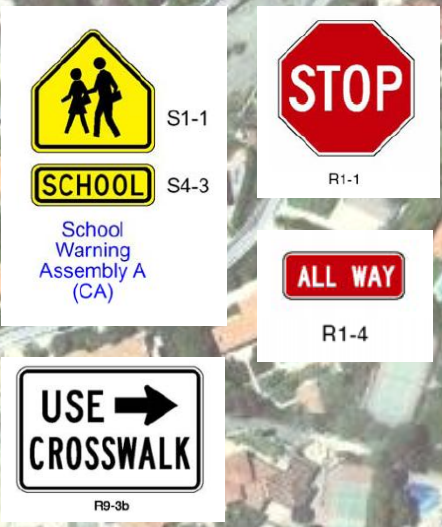 S1-1
SCHOOL
S4-3
School
Warning
Assembly A
(CA)
STOP
R1-1
ALL WAY
R1-4
USE
CROSSWALK
R9-3b